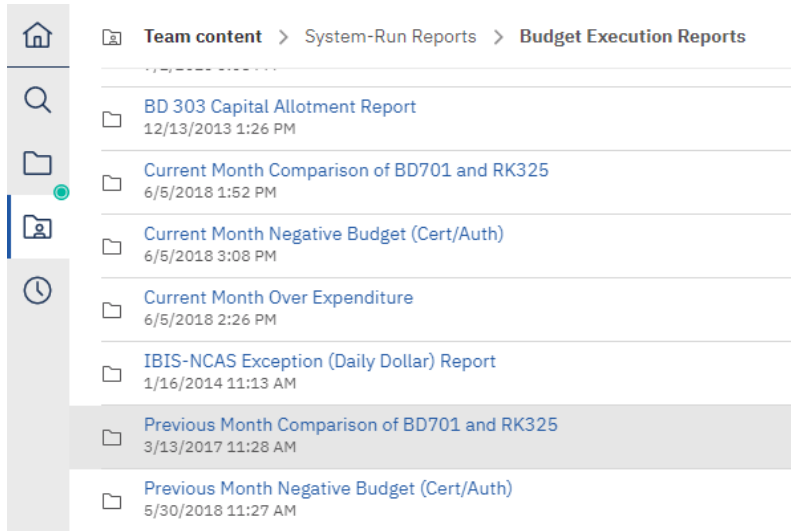 Team content > System-Run Reports > Budget Execution Reports
BD 303 Capital Allotment Report
12/13/2013 1:26 PM
Current Month Comparison of BD701 and RK325
6/5/2018 1:52 PM
Current Month Negative Budget (Cert/Auth)
6/5/2018 3:08 PM
Current Month Over Expenditure
6/5/2018 2:26 PM
IBIS-NCAS Exception (Daily Dollar) Report
1/16/2014 11:13 AM
Previous Month Comparison of BD701 and RK325
3/13/2017 11:28 AM
Previous Month Negative Budget (Cert/Auth)
5/30/2018 11:27 AM